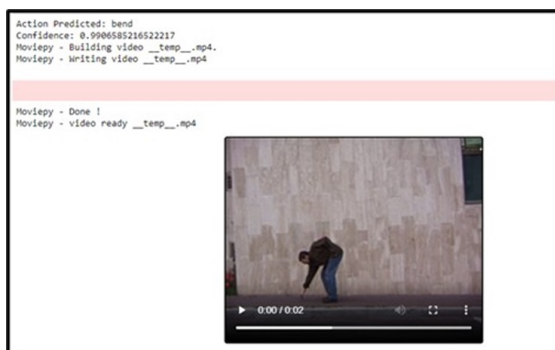 Action Predicted: bend
Confidence: 0.9906585216522217
Moviepy - Building video __temp__.mp4.
Moviepy - Writing video __temp__.mp4
Moviepy - Done !
Moviepy - video ready __temp__.mp4
0:00 / 0:02